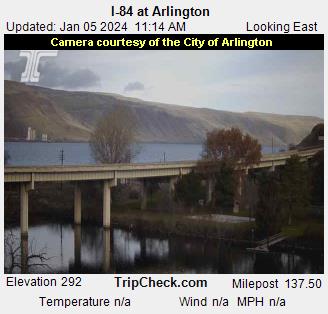 I-84 at Arlington
Updated: Jan 05 2024 11:14 AM Looking East
Camera courtesy of the City of Arlington
Elevation 292 TripCheck.com Milepost 137.50
Temperature n/a Wind n/a MPH n/a